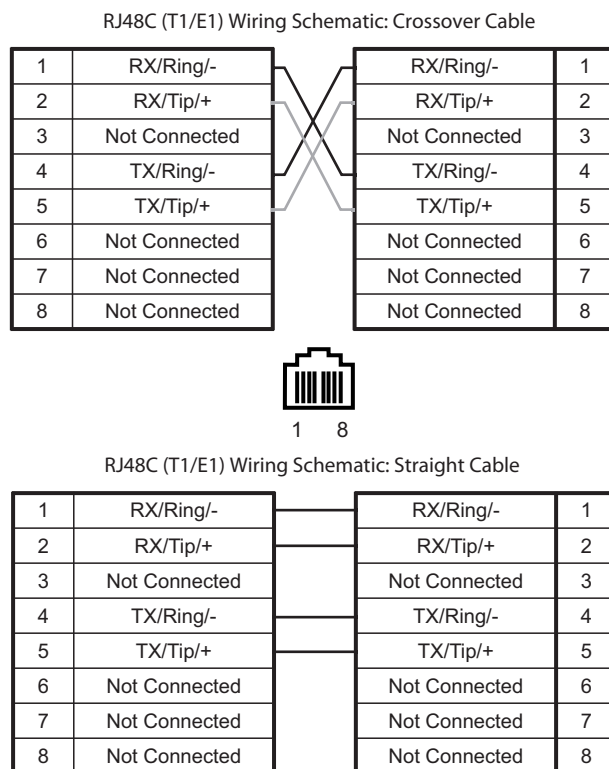 RJ48C (T1/E1) Wiring Schematic: Crossover Cable
1 RX/Ring/- RX/Ring/- 1
2 RX/Tip/+ RX/Tip/+ 2
3 Not Connected Not Connected 3
4 TX/Ring/- TX/Ring/- 4
5 TX/Tip/+ TX/Tip/+ 5
6 Not Connected Not Connected 6
7 Not Connected Not Connected 7
8 Not Connected Not Connected 8
1 8
RJ48C (T1/E1) Wiring Schematic: Straight Cable
1 RX/Ring/- RX/Ring/- 1
2 RX/Tip/+ RX/Tip/+ 2
3 Not Connected Not Connected 3
4 TX/Ring/- TX/Ring/- 4
5 TX/Tip/+ TX/Tip/+ 5
6 Not Connected Not Connected 6
7 Not Connected Not Connected 7
8 Not Connected Not Connected 8